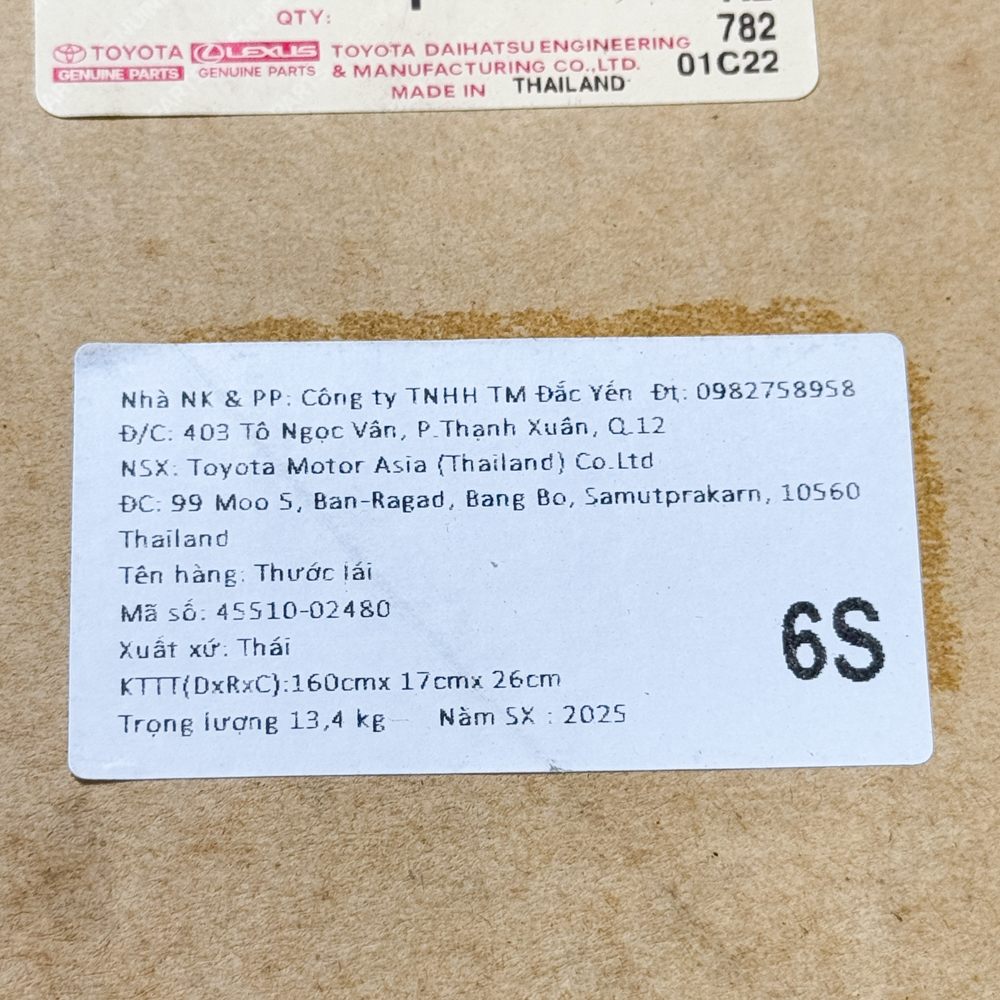 QTY:
782
TOYOTA LEXUS TOYOTA DAIHATSU ENGINEERING
GENUINE PARTS GENUINE PARTS & MANUFACTURING CO.,LTD. 01C22
MADE IN THAILAND
Nhà NK & PP: Công ty TNHH TM Đắc Yến Đt: 0982758958
Đ/C: 403 Tô Ngọc Vân, P.Thạnh Xuân, Q.12
NSX: Toyota Motor Asia (Thailand) Co.Ltd
ĐC: 99 Moo 5, Ban-Ragad, Bang Bo, Samutprakarn, 10560
Thailand
Tên hàng: Thước lái
Mã số: 45510-02480
Xuất xứ: Thái
6S
KTTT(DxRxC):160cmx 17cmx 26cm
Trọng lượng 13,4 kg Nàm SX : 2025